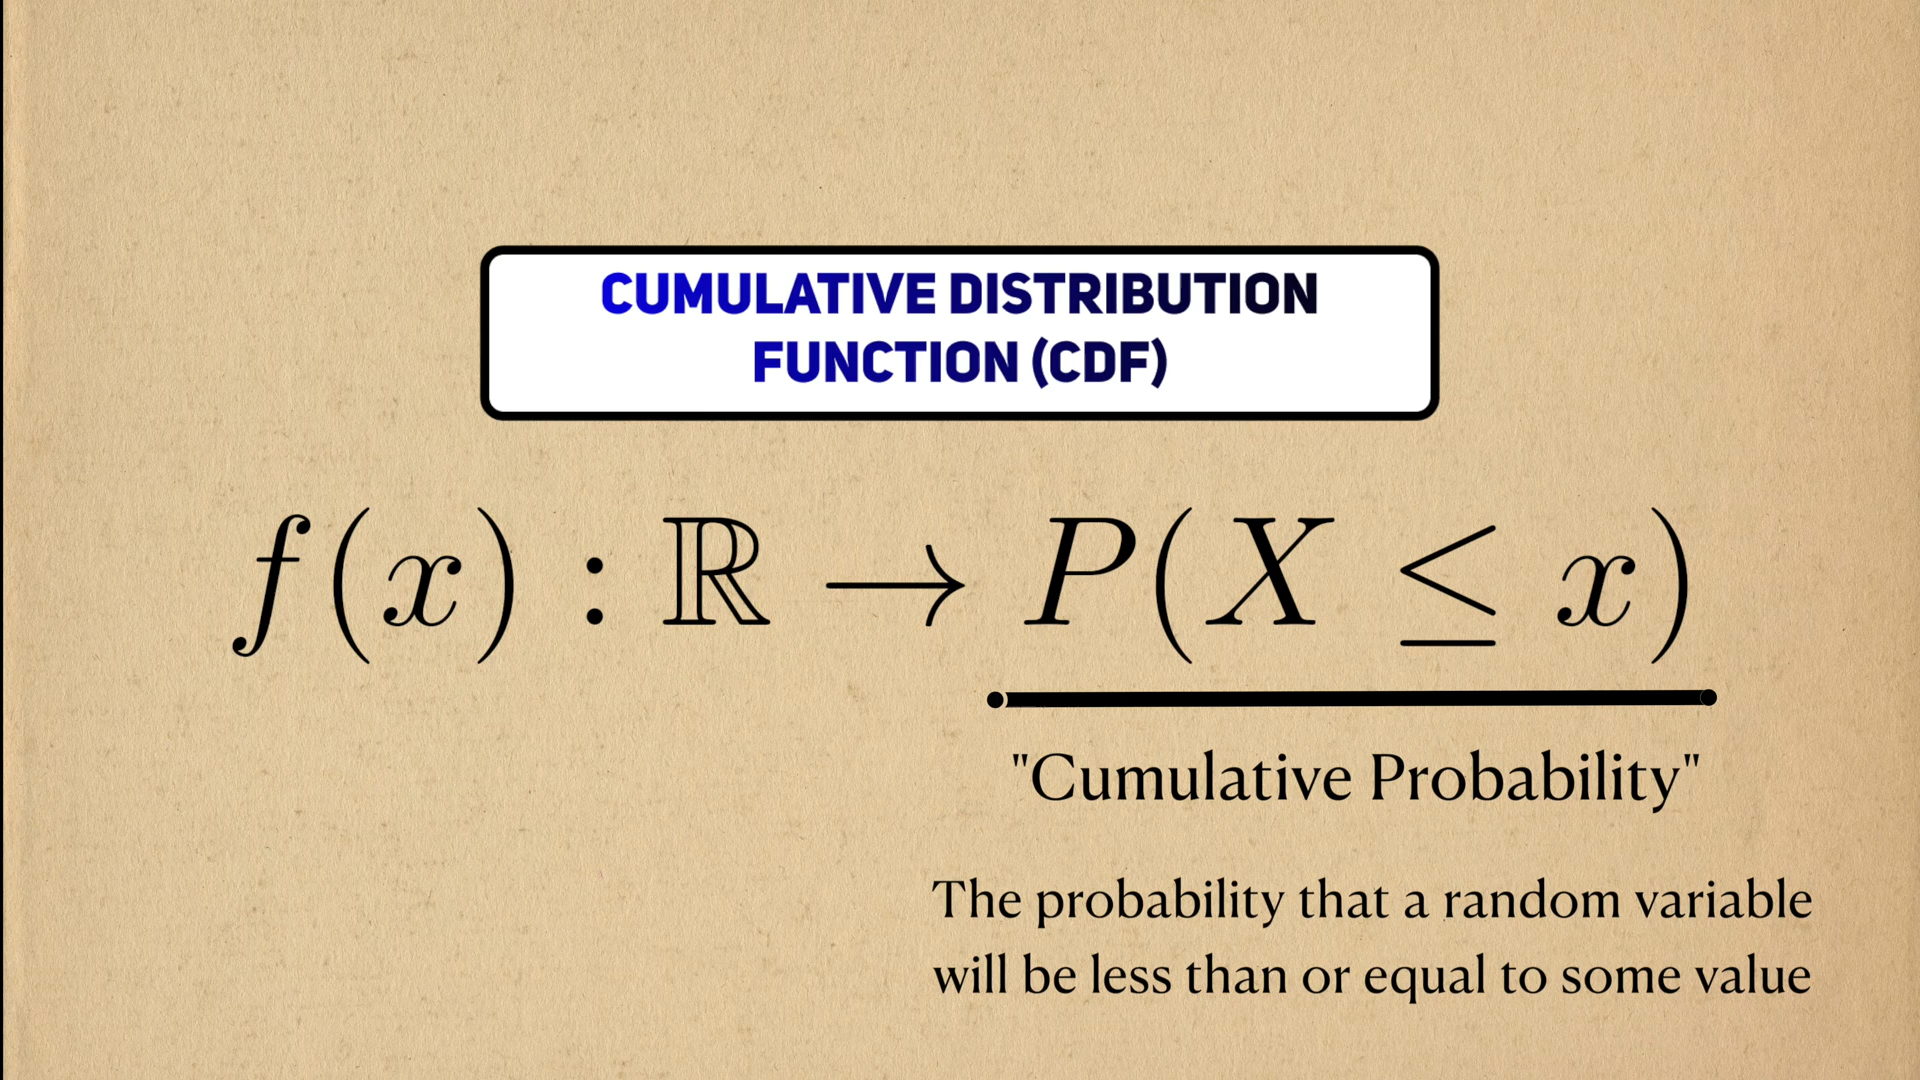 CUMULATIVE DISTRIBUTION
FUNCTION (CDF)
f(x) : ℝ → P(X ≤ x)
"Cumulative Probability"
The probability that a random variable
will be less than or equal to some value